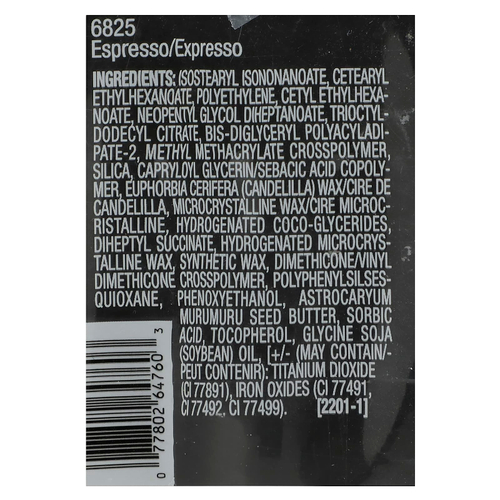 6825
Espresso/Expresso
INGREDIENTS: ISOSTEARYL ISONONANOATE, CETEARYL
ETHYLHEXANOATE, POLYETHYLENE, CETYL ETHYLHEXA-
NOATE, NEOPENTYL GLYCOL DIHEPTANOATE, TRIOCTYL-
DODECYL CITRATE, BIS-DIGLYCERYL POLYACYLADI-
PATE-2, METHYL METHACRYLATE CROSSPOLYMER,
SILICA, CAPRYLOYL GLYCERIN/SEBACIC ACID COPOLY-
MER, EUPHORBIA CERIFERA (CANDELILLA) WAX/CIRE DE
CANDELILLA, MICROCRYSTALLINE WAX/CIRE MICROC-
RISTALLINE, HYDROGENATED COCO-GLYCERIDES,
DIHEPTYL SUCCINATE, HYDROGENATED MICROCRYS-
TALLINE WAX, SYNTHETIC WAX, DIMETHICONE/VINYL
DIMETHICONE CROSSPOLYMER, POLYPHENYLSILSES-
QUIOXANE, PHENOXYETHANOL, ASTROCARYUM
MURUMURU SEED BUTTER, SORBIC
ACID, TOCOPHEROL, GLYCINE SOJA
(SOYBEAN) OIL, [+/- (MAY CONTAIN/-
PEUT CONTENIR): TITANIUM DIOXIDE
(CI 77891), IRON OXIDES (CI 77491,
CI 77492, CI 77499). [2201-1]
0 77802 64760 3